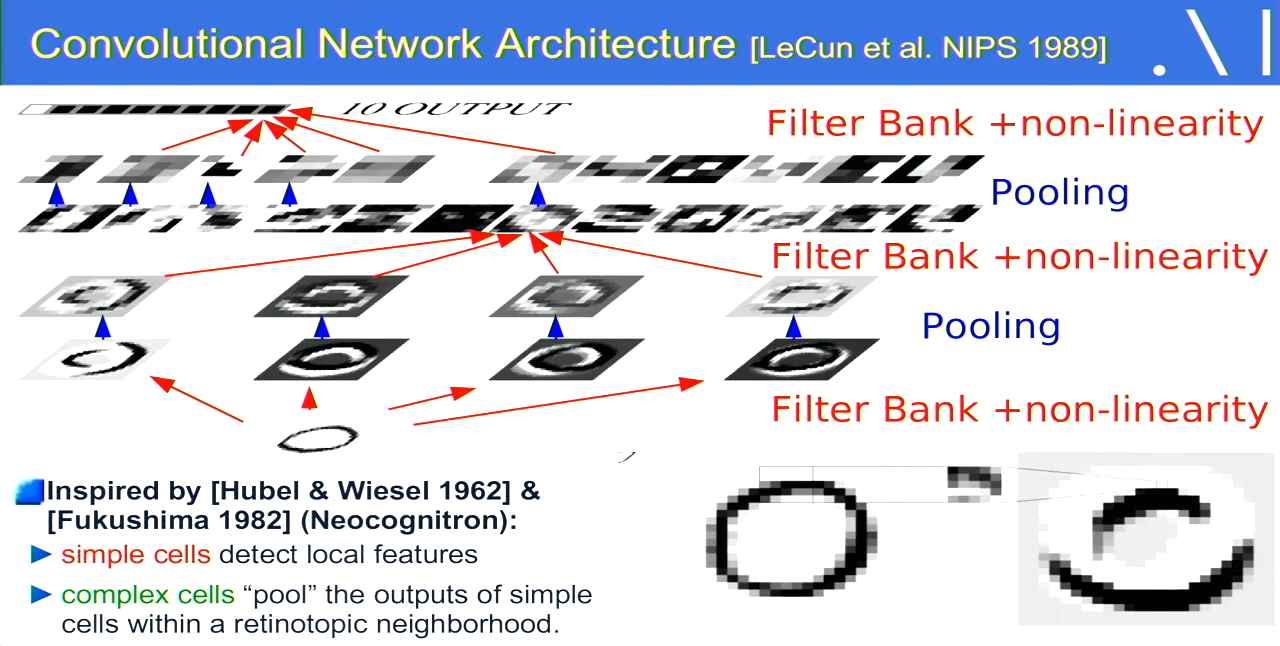 Convolutional Network Architecture [LeCun et al. NIPS 1989]
10 OUTPUT
Filter Bank +non-linearity
Pooling
Filter Bank +non-linearity
Pooling
Filter Bank +non-linearity
Inspired by [Hubel & Wiesel 1962] &
[Fukushima 1982] (Neocognitron):
simple cells detect local features
complex cells “pool” the outputs of simple
cells within a retinotopic neighborhood.